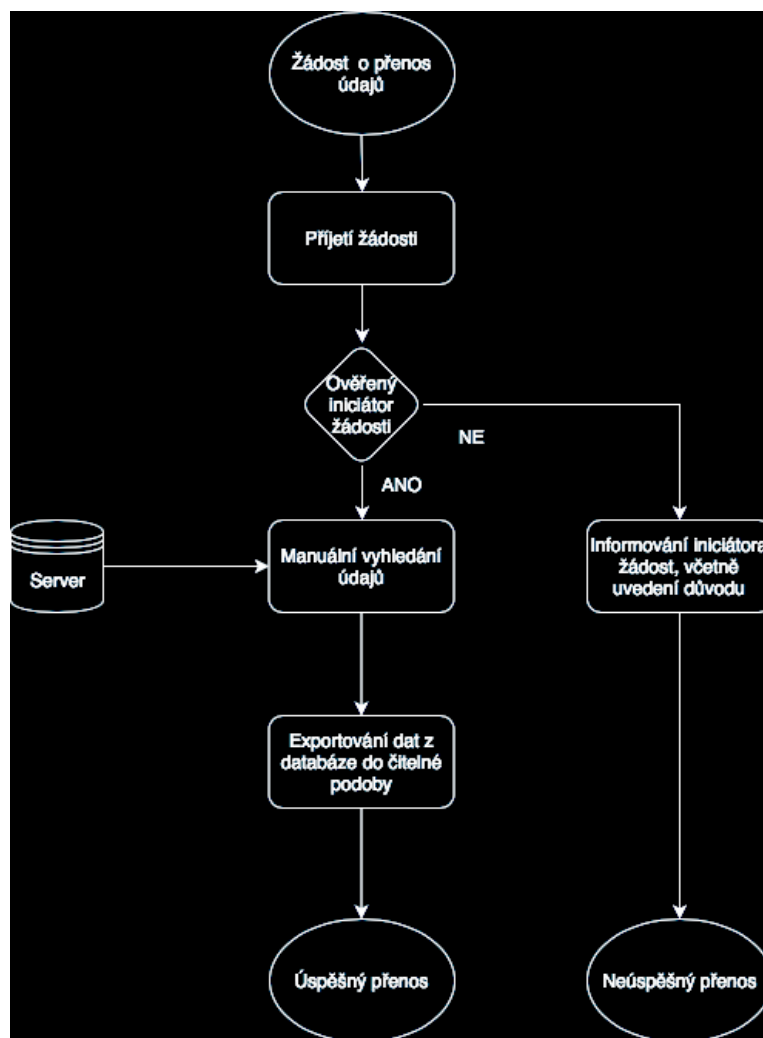 Žádost o přenos
údajů
Příjetí žádosti
Ověřený
iniciátor
žádosti
NE
ANO
Server
Manuální vyhledání
údajů
Informování iniciátora
žádost, včetně
uvedení důvodu
Exportování dat z
databáze do čitelné
podoby
Úspěšný přenos
Neúspěšný přenos